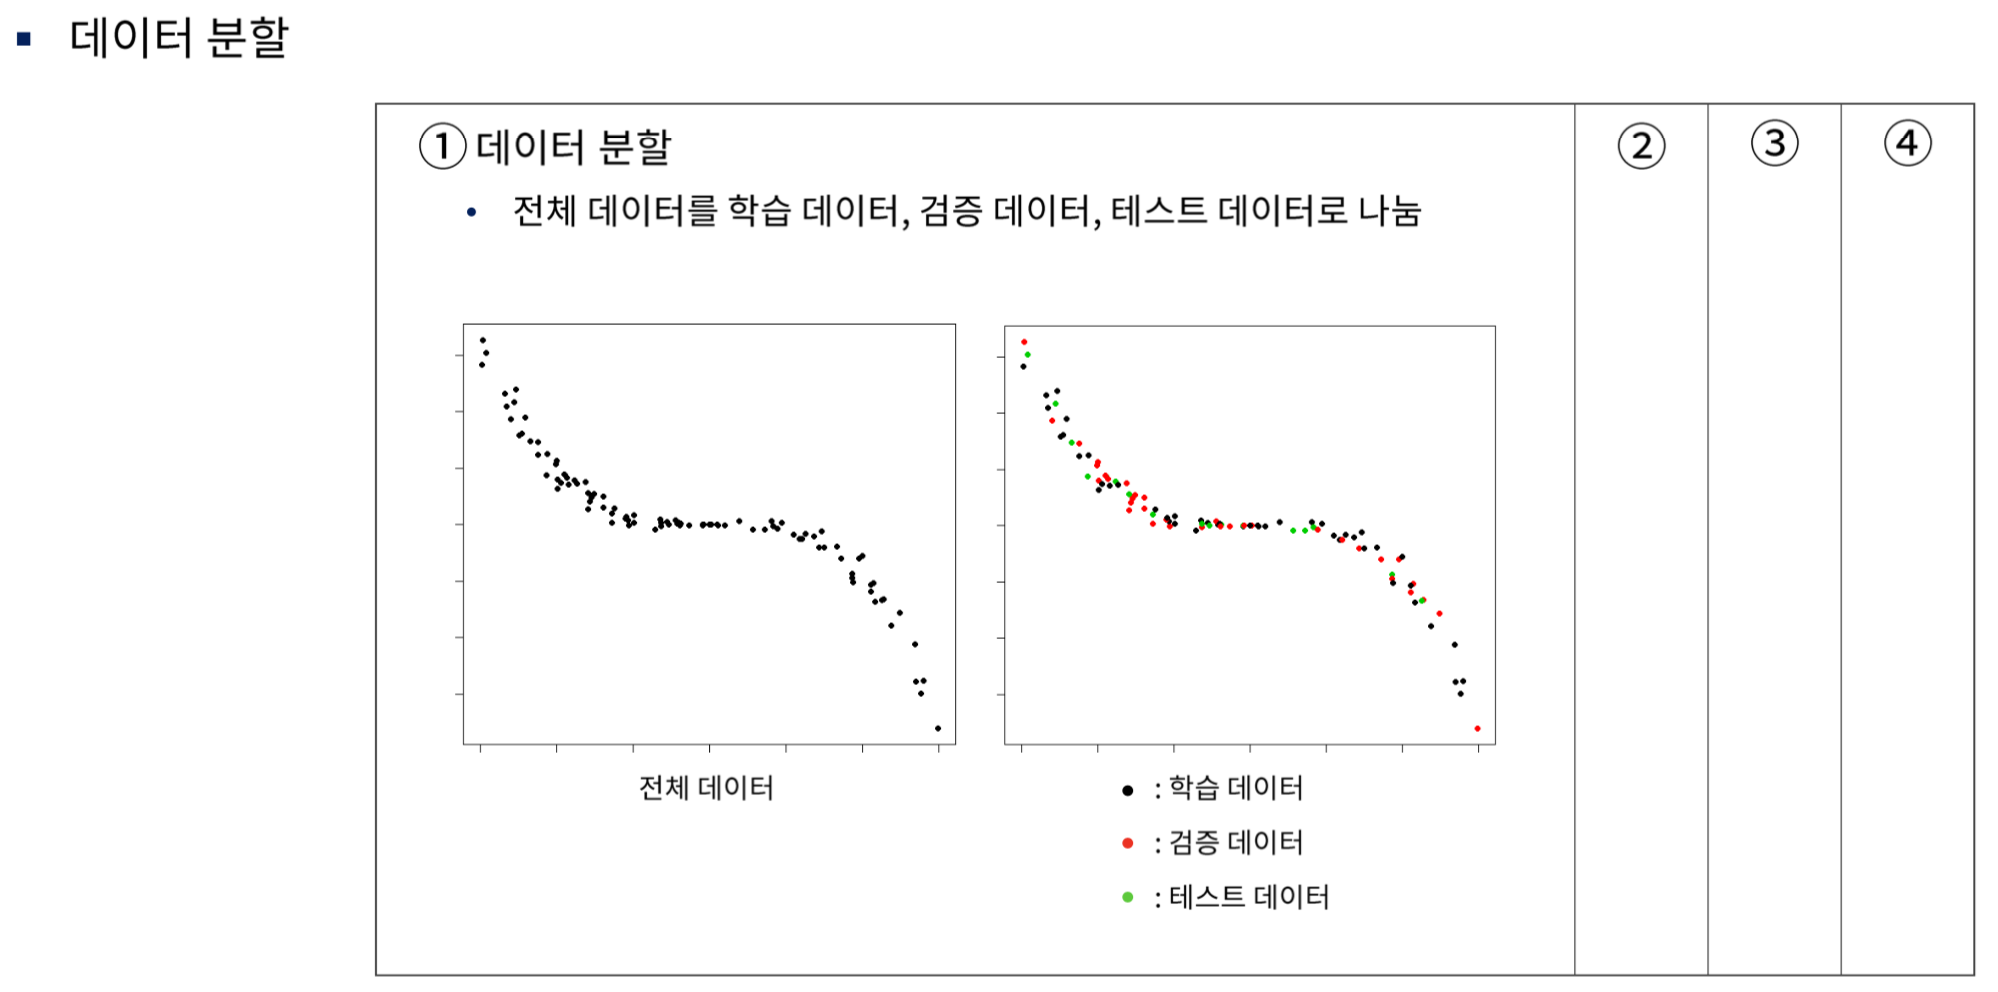 데이터 분할
① 데이터 분할
② ③ ④
전체 데이터를 학습 데이터, 검증 데이터, 테스트 데이터로 나눔
전체 데이터
: 학습 데이터
: 검증 데이터
: 테스트 데이터